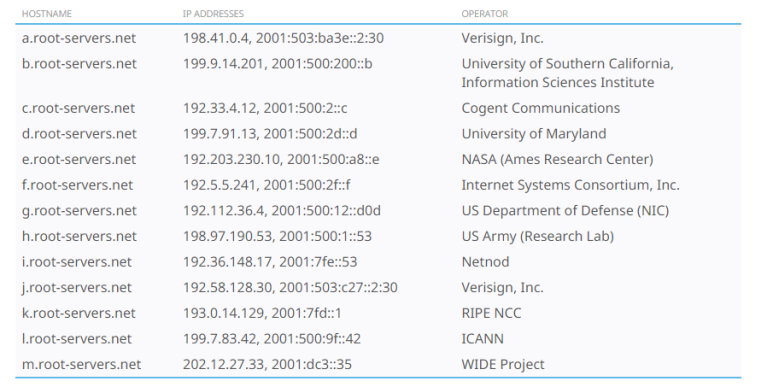 HOSTNAME IP ADDRESSES OPERATOR
a.root-servers.net 198.41.0.4, 2001:503:ba3e::2:30 Verisign, Inc.
b.root-servers.net 199.9.14.201, 2001:500:200::b University of Southern California,
Information Sciences Institute
c.root-servers.net 192.33.4.12, 2001:500:2::c Cogent Communications
d.root-servers.net 199.7.91.13, 2001:500:2d::d University of Maryland
e.root-servers.net 192.203.230.10, 2001:500:a8::e NASA (Ames Research Center)
f.root-servers.net 192.5.5.241, 2001:500:2f::f Internet Systems Consortium, Inc.
g.root-servers.net 192.112.36.4, 2001:500:12::d0d US Department of Defense (NIC)
h.root-servers.net 198.97.190.53, 2001:500:1::53 US Army (Research Lab)
i.root-servers.net 192.36.148.17, 2001:7fe::53 Netnod
j.root-servers.net 192.58.128.30, 2001:503:c27::2:30 Verisign, Inc.
k.root-servers.net 193.0.14.129, 2001:7fd::1 RIPE NCC
l.root-servers.net 199.7.83.42, 2001:500:9f::42 ICANN
m.root-servers.net 202.12.27.33, 2001:dc3::35 WIDE Project